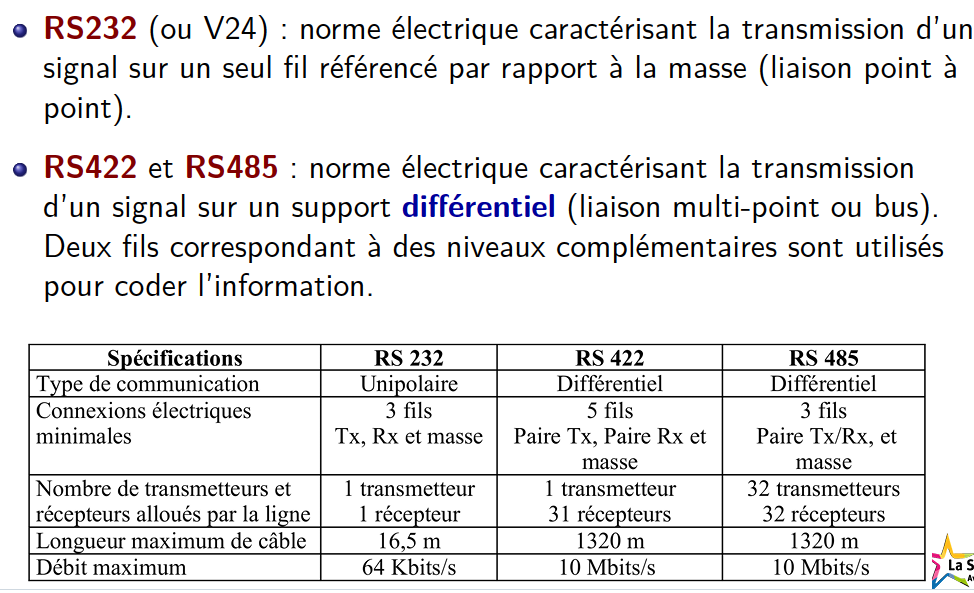 RS232 (ou V24) : norme électrique caractérisant la transmission d'un
signal sur un seul fil référencé par rapport à la masse (liaison point à
point).
RS422 et RS485 : norme électrique caractérisant la transmission
d'un signal sur un support différentiel (liaison multi-point ou bus).
Deux fils correspondant à des niveaux complémentaires sont utilisés
pour coder l'information.
Spécifications RS 232 RS 422 RS 485
Type de communication Unipolaire Différentiel Différentiel
Connexions électriques 3 fils 5 fils 3 fils
minimales Tx, Rx et masse Paire Tx, Paire Rx et Paire Tx/Rx, et
masse masse
Nombre de transmetteurs et 1 transmetteur 1 transmetteur 32 transmetteurs
récepteurs alloués par la ligne 1 récepteur 31 récepteurs 32 récepteurs
Longueur maximum de câble 16,5 m 1320 m 1320 m
Débit maximum 64 Kbits/s 10 Mbits/s 10 Mbits/s
La S